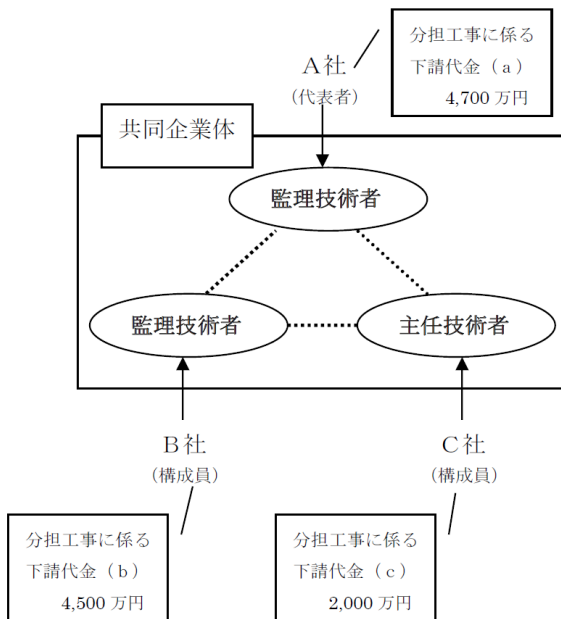 分担工事に係る
下請代金（a）
4,700 万円
A社
（代表者）
共同企業体
監理技術者
監理技術者
主任技術者
B社
（構成員）
C社
（構成員）
分担工事に係る
下請代金（b）
4,500 万円
分担工事に係る
下請代金（c）
2,000 万円